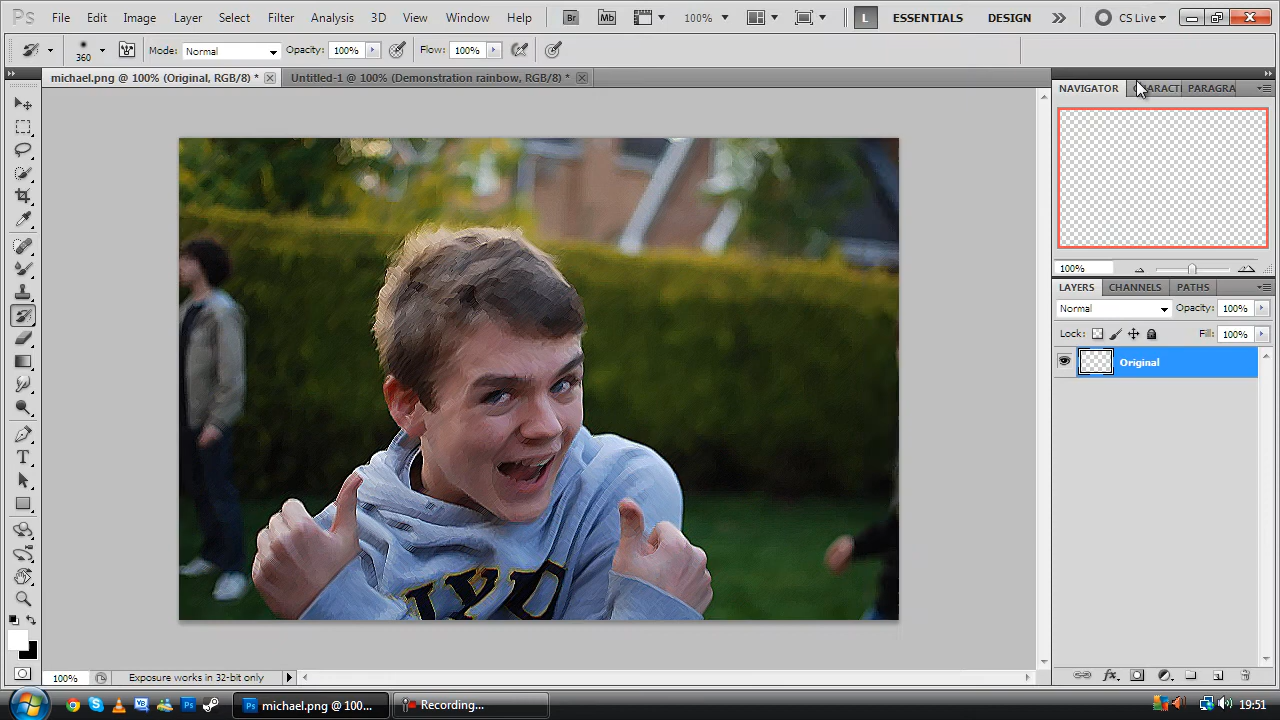 Ps File Edit Image Layer Select Filter Analysis 3D View Window Help Br Mb 100% L ESSENTIALS DESIGN CS Live
360 Mode: Normal Opacity: 100% Flow: 100%
michael.png @ 100% (Original, RGB/8) * Untitled-1 @ 100% (Demonstration rainbow, RGB/8) *
NAVIGATOR CHARACTI PARAGRA
100%
LAYERS CHANNELS PATHS
Normal Opacity: 100%
Lock: Fill: 100%
Original
T
100% Exposure works in 32-bit only
fx
Ps michael.png @ 100... Recording... 19:51